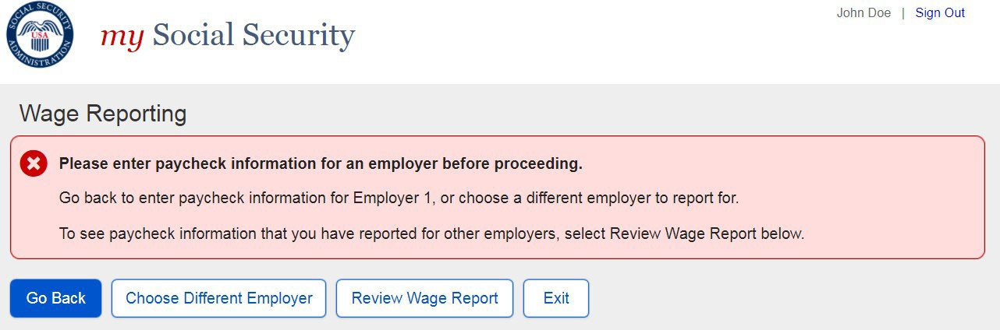 SOCIAL SECURITY ADMINISTRATION
USA
my Social Security
John Doe | Sign Out
Wage Reporting
Please enter paycheck information for an employer before proceeding.
Go back to enter paycheck information for Employer 1, or choose a different employer to report for.
To see paycheck information that you have reported for other employers, select Review Wage Report below.
Go Back
Choose Different Employer
Review Wage Report
Exit